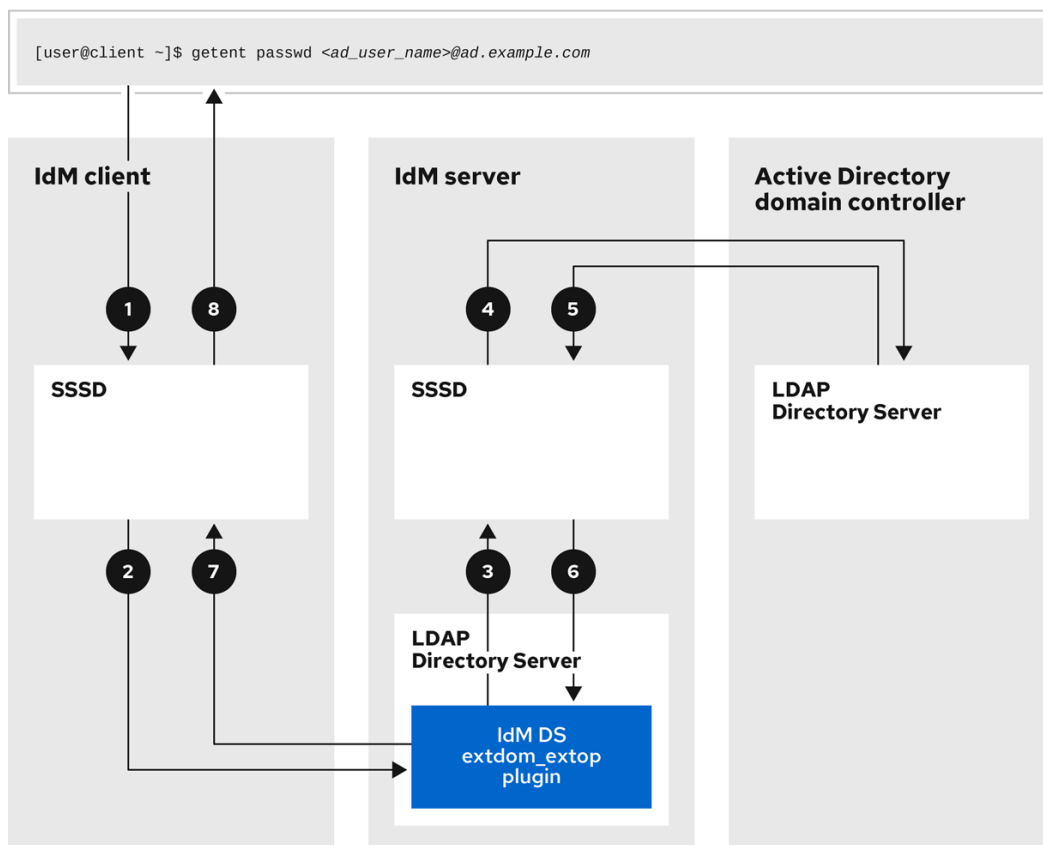 [user@client ~]$ getent passwd <ad_user_name>@ad.example.com
IdM client
IdM server
Active Directory
domain controller
1
8
4
5
SSSD
SSSD
LDAP
Directory Server
2
7
3
6
LDAP
Directory Server
IdM DS
extdom_extop
plugin